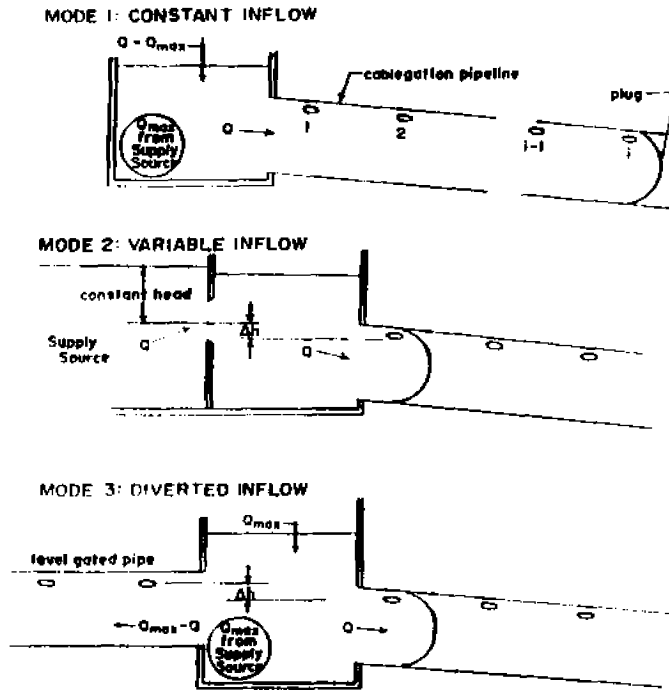 MODE 1: CONSTANT INFLOW
Q - Qmax
cablegation pipeline
plug
Qmax
from
Supply
Source
Q
1
2
i-1
i
MODE 2: VARIABLE INFLOW
constant head
Δh
Supply
Source
Q
Q
MODE 3: DIVERTED INFLOW
Qmax
level gated pipe
Δh
Qmax-Q
Qmax
from
Supply
Source
Q